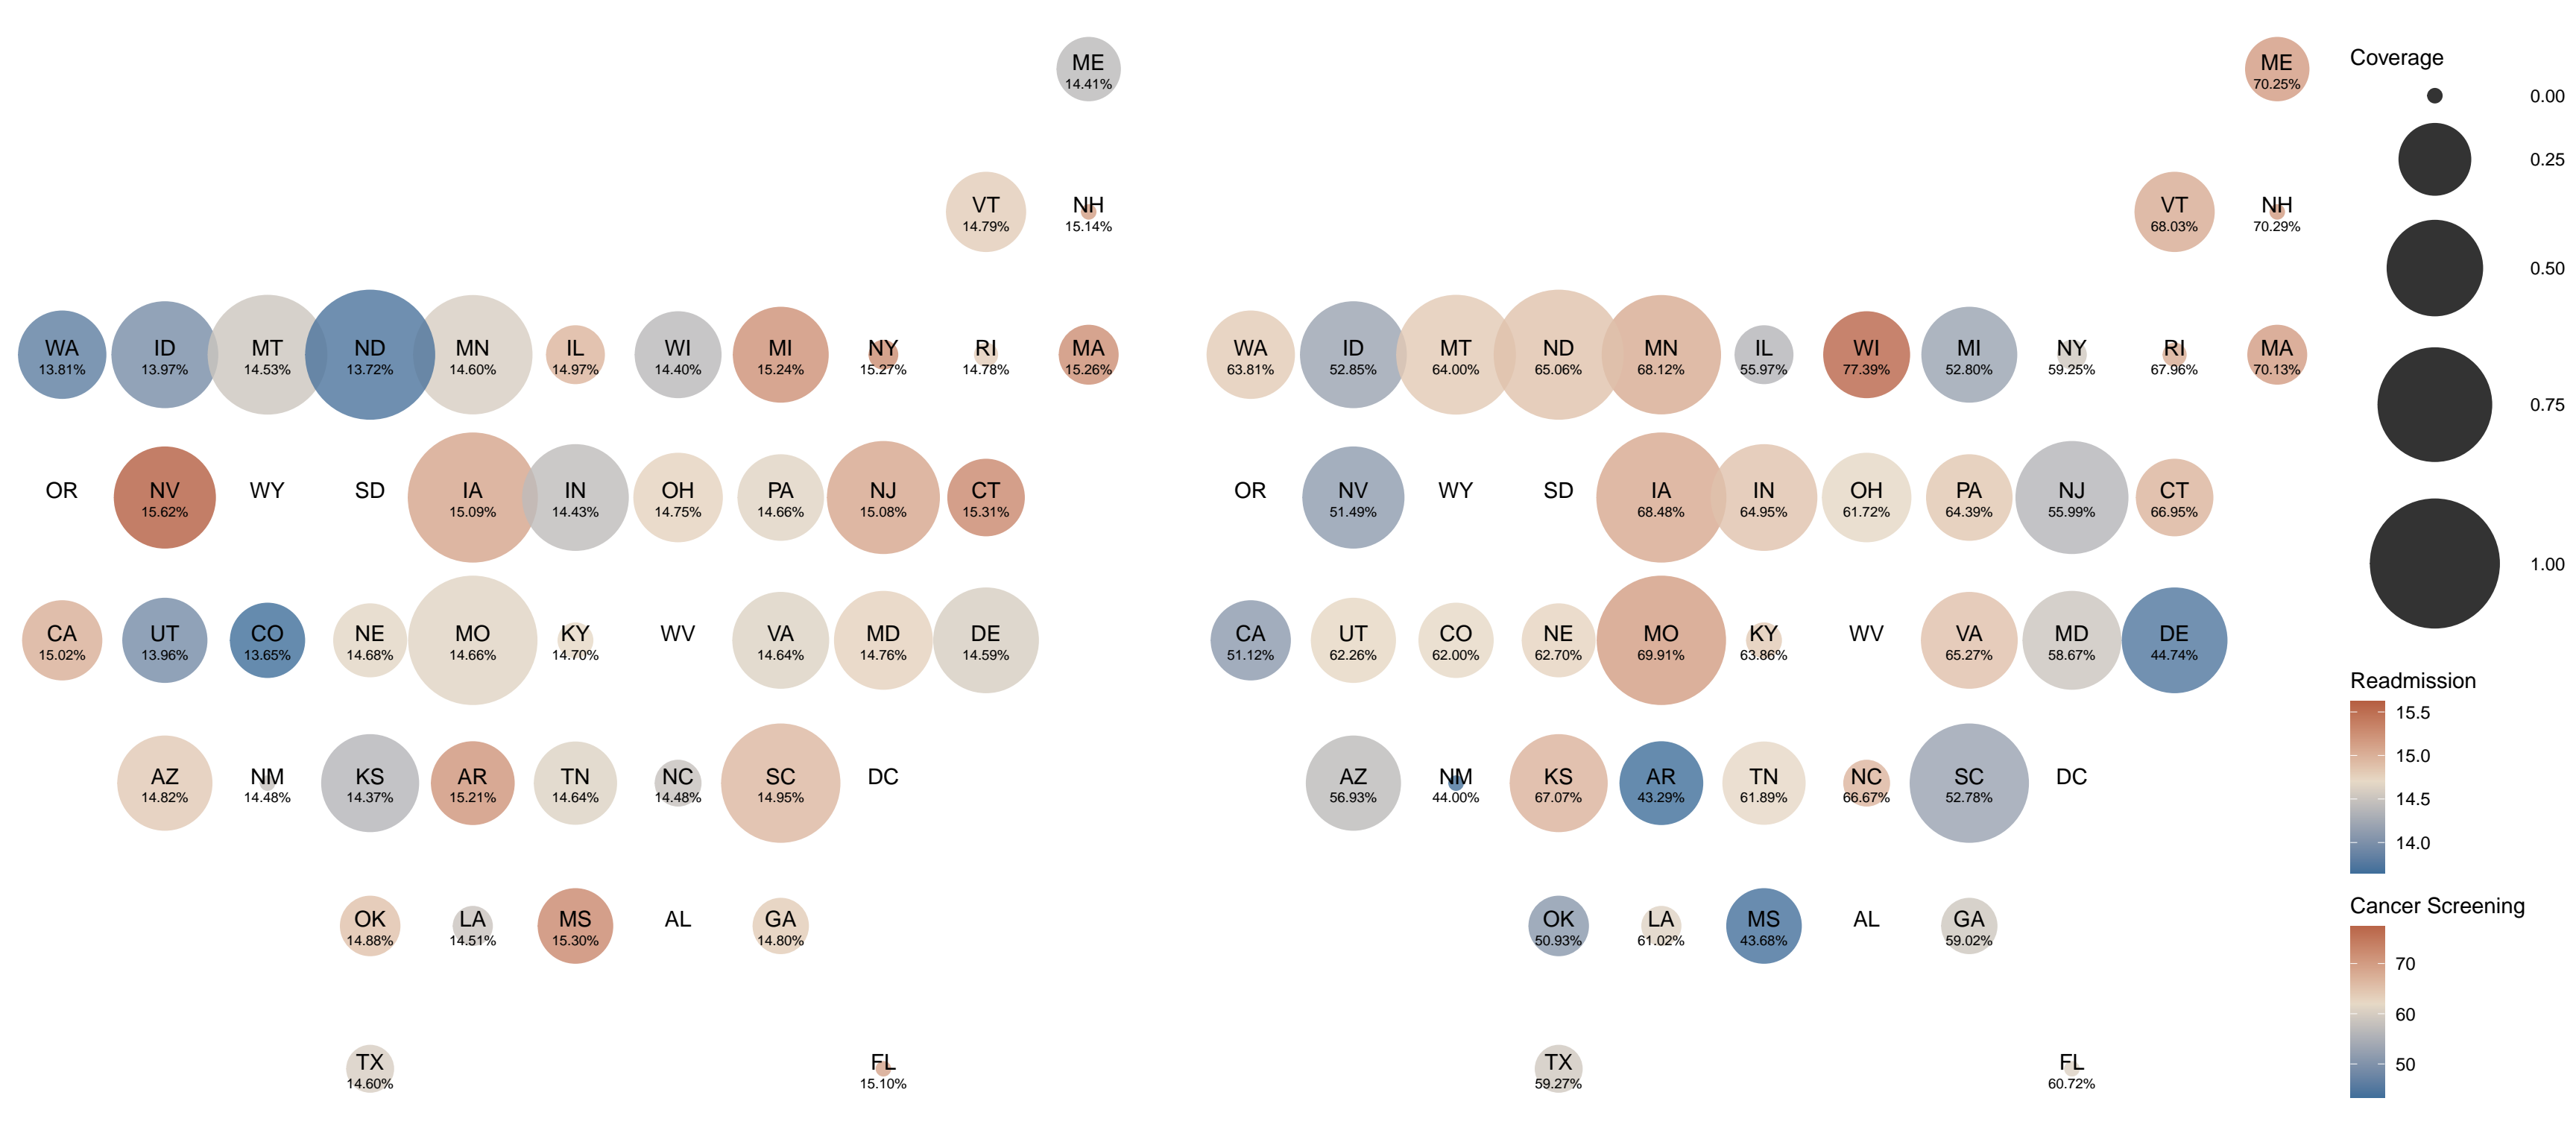 ME
14.41%
VT
14.79%
NH
15.14%
WA
13.81%
ID
13.97%
MT
14.53%
ND
13.72%
MN
14.60%
IL
14.97%
WI
14.40%
MI
15.24%
NY
15.27%
RI
14.78%
MA
15.26%
OR
NV
15.62%
WY
SD
IA
15.09%
IN
14.43%
OH
14.75%
PA
14.66%
NJ
15.08%
CT
15.31%
CA
15.02%
UT
13.96%
CO
13.65%
NE
14.68%
MO
14.66%
KY
14.70%
WV
VA
14.64%
MD
14.76%
DE
14.59%
AZ
14.82%
NM
14.48%
KS
14.37%
AR
15.21%
TN
14.64%
NC
14.48%
SC
14.95%
DC
OK
14.88%
LA
14.51%
MS
15.30%
AL
GA
14.80%
TX
14.60%
FL
15.10%
ME
70.25%
VT
68.03%
NH
70.29%
WA
63.81%
ID
52.85%
MT
64.00%
ND
65.06%
MN
68.12%
IL
55.97%
WI
77.39%
MI
52.80%
NY
59.25%
RI
67.96%
MA
70.13%
OR
NV
51.49%
WY
SD
IA
68.48%
IN
64.95%
OH
61.72%
PA
64.39%
NJ
55.99%
CT
66.95%
CA
51.12%
UT
62.26%
CO
62.00%
NE
62.70%
MO
69.91%
KY
63.86%
WV
VA
65.27%
MD
58.67%
DE
44.74%
AZ
56.93%
NM
44.00%
KS
67.07%
AR
43.29%
TN
61.89%
NC
66.67%
SC
52.78%
DC
OK
50.93%
LA
61.02%
MS
43.68%
AL
GA
59.02%
TX
59.27%
FL
60.72%
Coverage
0.00
0.25
0.50
0.75
1.00
Readmission
15.5
15.0
14.5
14.0
Cancer Screening
70
60
50